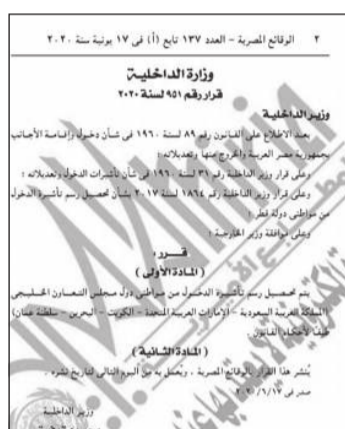 ٢ الوقائع المصرية – العدد ١٣٧ تابع (أ) فى ١٧ يونية سنة ٢٠٢٠
وزارة الداخلية
قرار رقم ٩٥١ لسنة ٢٠٢٠
وزير الداخلية
بعد الاطلاع على القانون رقم ٨٩ لسنة ١٩٦٠ فى شأن دخول وإقامة الأجانب
بجمهورية مصر العربية والخروج منها وتعديلاته ؛
وعلى قرار وزير الداخلية رقم ٣١ لسنة ١٩٦٠ فى شأن تأشيرات الدخول وتعديلاته ؛
وعلى قرار وزير الداخلية رقم ١٨٦٤ لسنة ٢٠١٧ بشأن تحصيل رسم تأشيرة الدخول
من مواطنى دولة قطر ؛
وعلى موافقة وزير الخارجية ؛
قـــرر :
(المادة الأولى)
يتم تحصيل رسم تأشيرة الدخول من مواطنى دول مجلس التعاون الخليجى
(المملكة العربية السعودية – الإمارات العربية المتحدة – الكويت – البحرين – سلطنة عمان)
طبقًا لأحكام القانون .
(المادة الثانية)
يُنشر هذا القرار بالوقائع المصرية ، ويُعمل به من اليوم التالى لتاريخ نشره .
صدر فى ٢٠٢٠/٦/١٧
وزير الداخلية